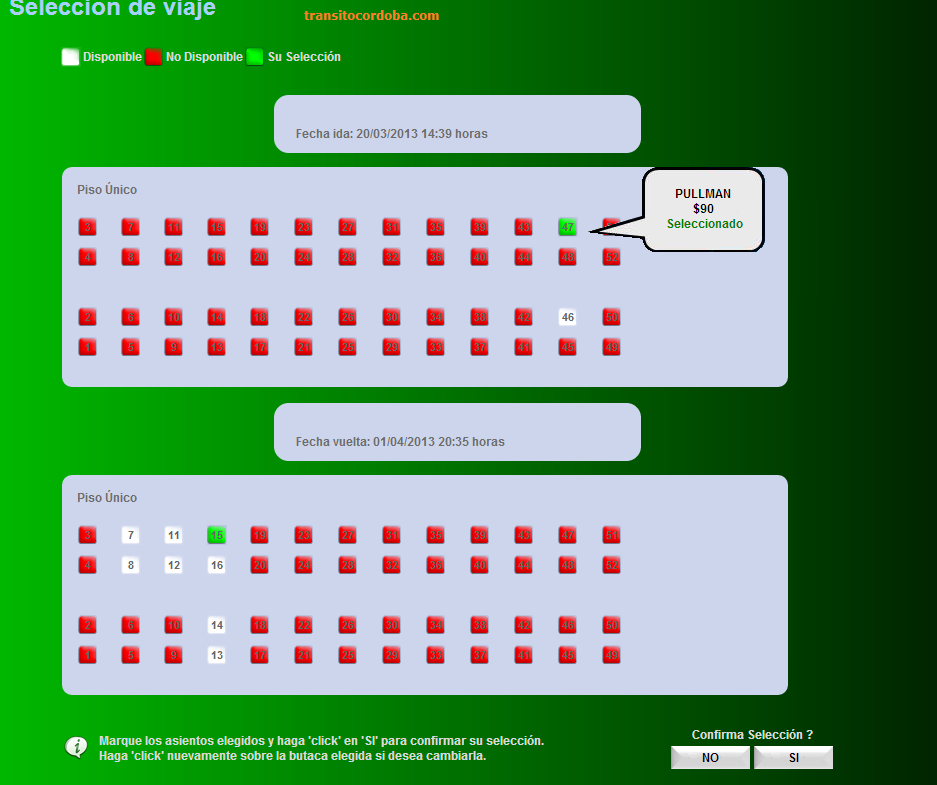 Seleccion de viaje
transitocordoba.com
Disponible No Disponible Su Selección
Fecha ida: 20/03/2013 14:39 horas
Piso Único
PULLMAN
$90
Seleccionado
3 7 11 15 19 23 27 31 35 39 43 47
4 8 12 16 20 24 28 32 36 40 44 48 52
2 6 10 14 18 22 26 30 34 38 42 46 50
1 5 9 13 17 21 25 29 33 37 41 45 49
Fecha vuelta: 01/04/2013 20:35 horas
Piso Único
3 7 11 15 19 23 27 31 35 39 43 47 51
4 8 12 16 20 24 28 32 36 40 44 48 52
2 6 10 14 18 22 26 30 34 38 42 46 50
1 5 9 13 17 21 25 29 33 37 41 45 49
Marque los asientos elegidos y haga 'click' en 'SI' para confirmar su selección.
Haga 'click' nuevamente sobre la butaca elegida si desea cambiarla.
Confirma Selección ?
NO SI